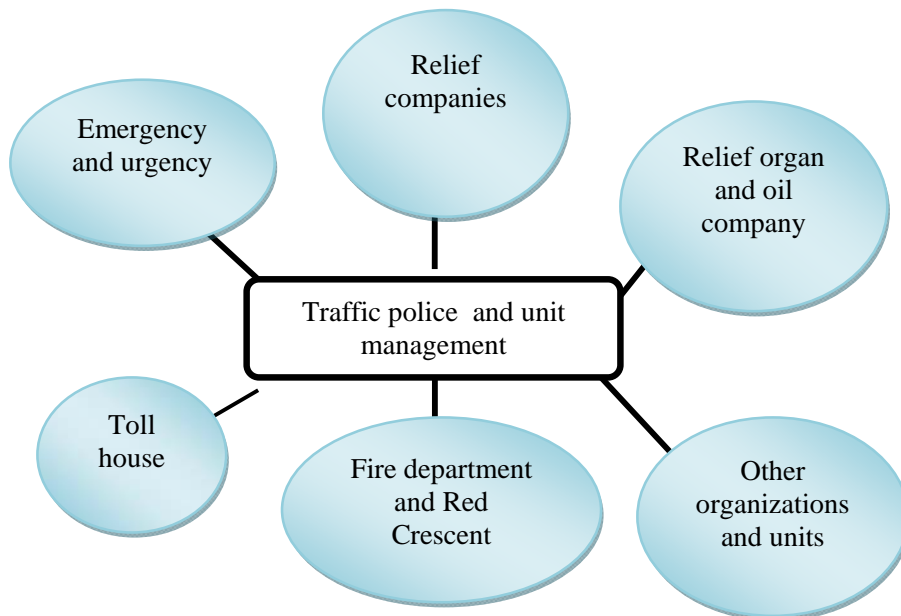 Relief
companies
Emergency
and urgency
Relief organ
and oil
company
Traffic police  and unit
management
Toll
house
Fire department
and Red
Crescent
Other
organizations
and units